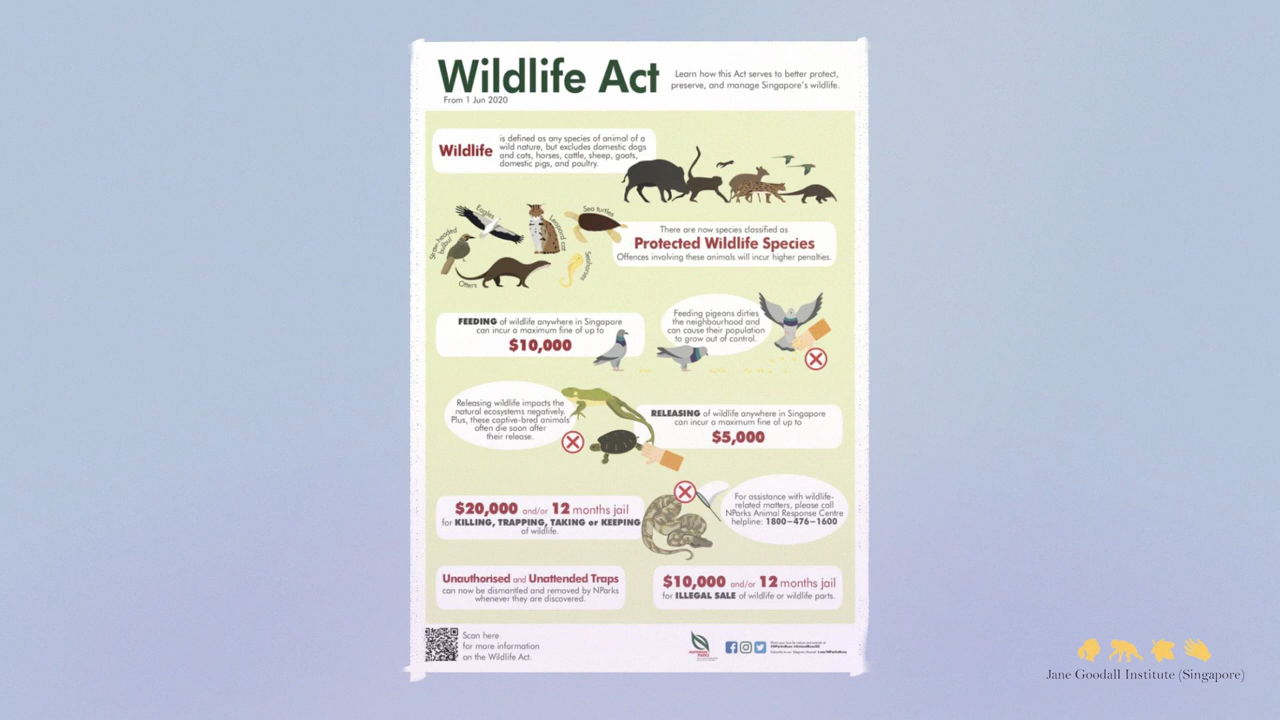 Wildlife Act
From 1 Jun 2020
Learn how this Act serves to better protect,
preserve, and manage Singapore's wildlife.
Wildlife
is defined as any species of animal of a
wild nature, but excludes domestic dogs
and cats, horses, cattle, sheep, goats,
domestic pigs, and poultry.
Eagles
Straw-headed
bulbul
Otters
Leopard cat
Sea turtles
Seahorses
There are now species classified as
Protected Wildlife Species
Offences involving these animals will incur higher penalties.
FEEDING of wildlife anywhere in Singapore
can incur a maximum fine of up to
$10,000
Feeding pigeons dirties
the neighbourhood and
can cause their population
to grow out of control.
Releasing wildlife impacts the
natural ecosystems negatively.
Plus, these captive-bred animals
often die soon after
their release.
RELEASING of wildlife anywhere in Singapore
can incur a maximum fine of up to
$5,000
$20,000 and/or 12 months jail
for KILLING, TRAPPING, TAKING or KEEPING
of wildlife.
For assistance with wildlife-
related matters, please call
NParks Animal Response Centre
helpline: 1800-476-1600
Unauthorised and Unattended Traps
can now be dismantled and removed by NParks
whenever they are discovered.
$10,000 and/or 12 months jail
for ILLEGAL SALE of wildlife or wildlife parts.
Scan here
for more information
on the Wildlife Act.
Jane Goodall Institute (Singapore)